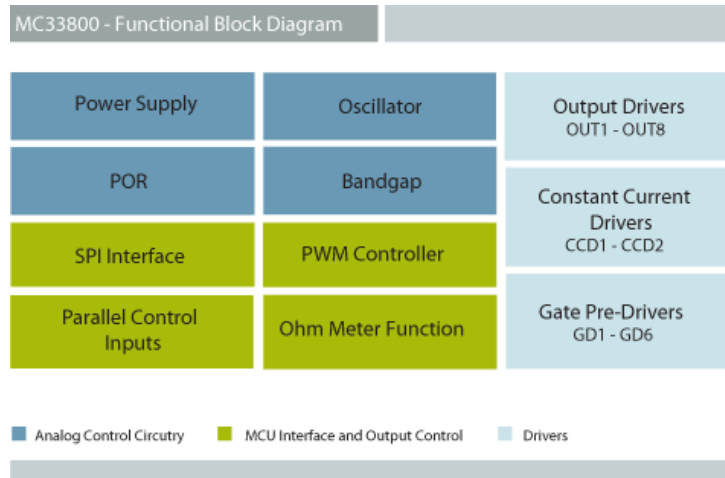 MC33800 - Functional Block Diagram
Power Supply
Oscillator
Output Drivers
OUT1 - OUT8
POR
Bandgap
Constant Current
Drivers
CCD1 - CCD2
SPI Interface
PWM Controller
Parallel Control
Inputs
Ohm Meter Function
Gate Pre-Drivers
GD1 - GD6
Analog Control Circutry
MCU Interface and Output Control
Drivers